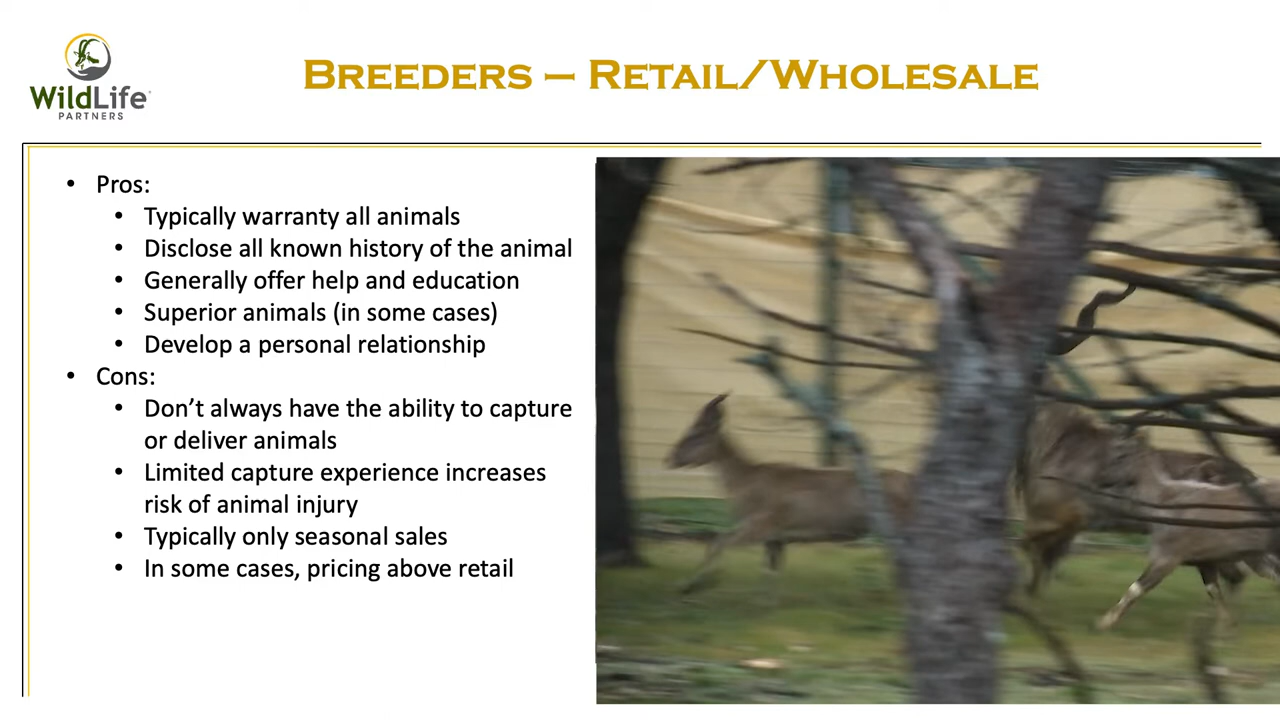 WildLife
PARTNERS
BREEDERS – RETAIL/WHOLESALE
• Pros:
• Typically warranty all animals
• Disclose all known history of the animal
• Generally offer help and education
• Superior animals (in some cases)
• Develop a personal relationship
• Cons:
• Don’t always have the ability to capture
or deliver animals
• Limited capture experience increases
risk of animal injury
• Typically only seasonal sales
• In some cases, pricing above retail